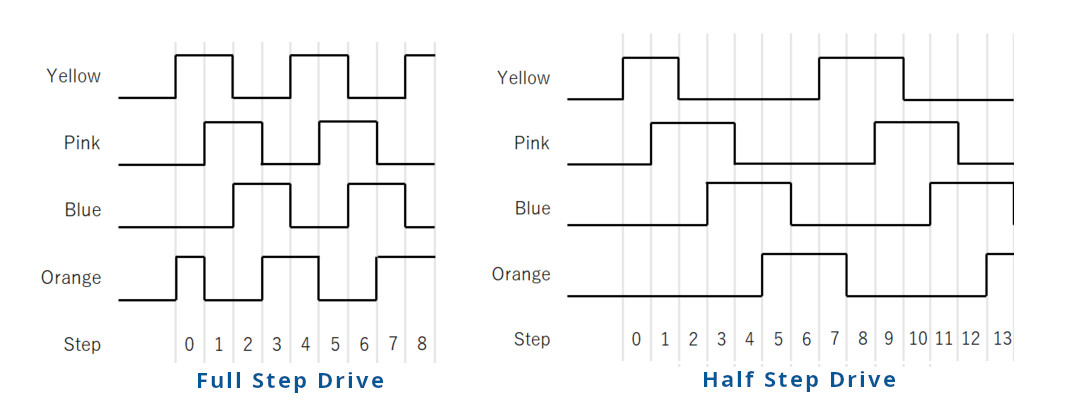 Yellow
Pink
Blue
Orange
Step 0 1 2 3 4 5 6 7 8
Full Step Drive
Yellow
Pink
Blue
Orange
Step 0 1 2 3 4 5 6 7 8 9 10 11 12 13
Half Step Drive